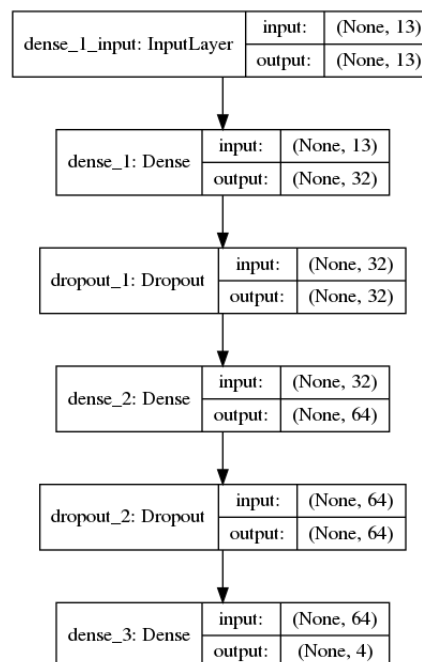 dense_1_input: InputLayer
input: (None, 13)
output: (None, 13)
dense_1: Dense
input: (None, 13)
output: (None, 32)
dropout_1: Dropout
input: (None, 32)
output: (None, 32)
dense_2: Dense
input: (None, 32)
output: (None, 64)
dropout_2: Dropout
input: (None, 64)
output: (None, 64)
dense_3: Dense
input: (None, 64)
output: (None, 4)